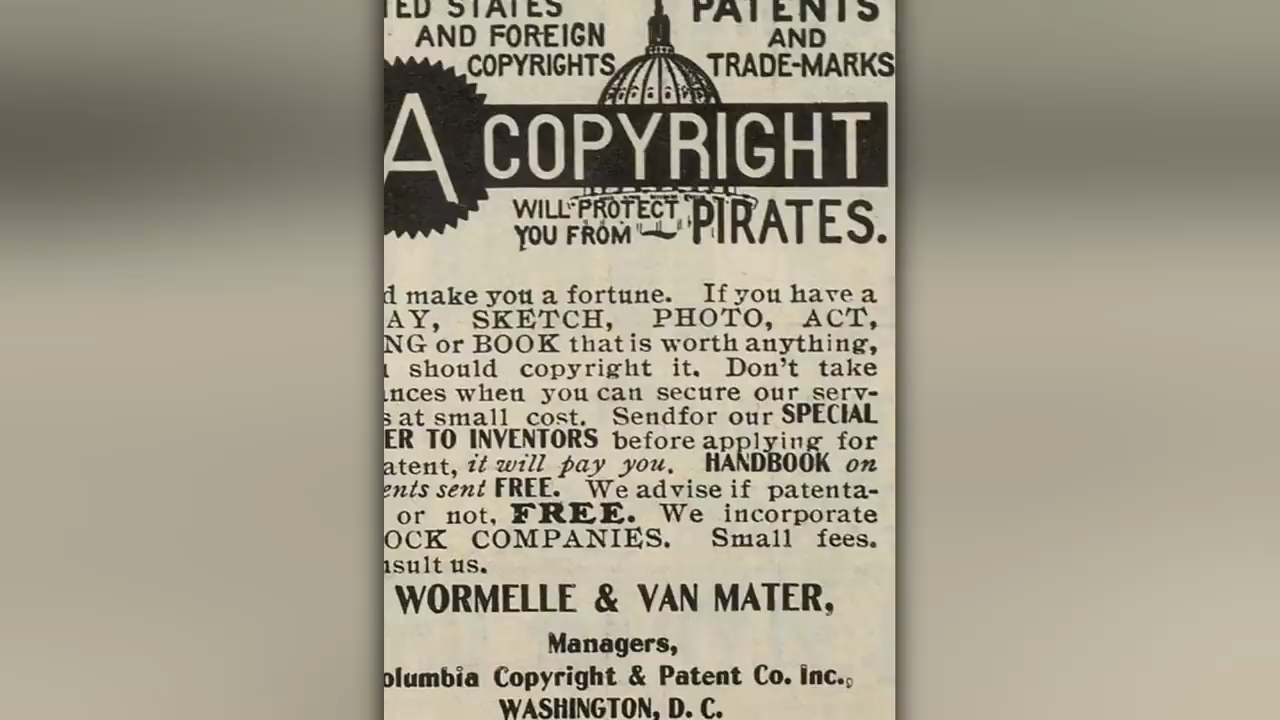 TED STATES
AND FOREIGN
COPYRIGHTS
PATENTS
AND
TRADE-MARKS
A COPYRIGHT
WILL PROTECT
YOU FROM
PIRATES.
d make you a fortune. If you have a
AY, SKETCH, PHOTO, ACT,
NG or BOOK that is worth anything,
should copyright it. Don't take
nces when you can secure our serv-
s at small cost. Send for our SPECIAL
ER TO INVENTORS before applying for
atent, it will pay you. HANDBOOK on
ents sent FREE. We advise if patenta-
or not, FREE. We incorporate
OCK COMPANIES. Small fees.
sult us.
WORMELLE & VAN MATER,
Managers,
olumbia Copyright & Patent Co. Inc.,
WASHINGTON, D. C.